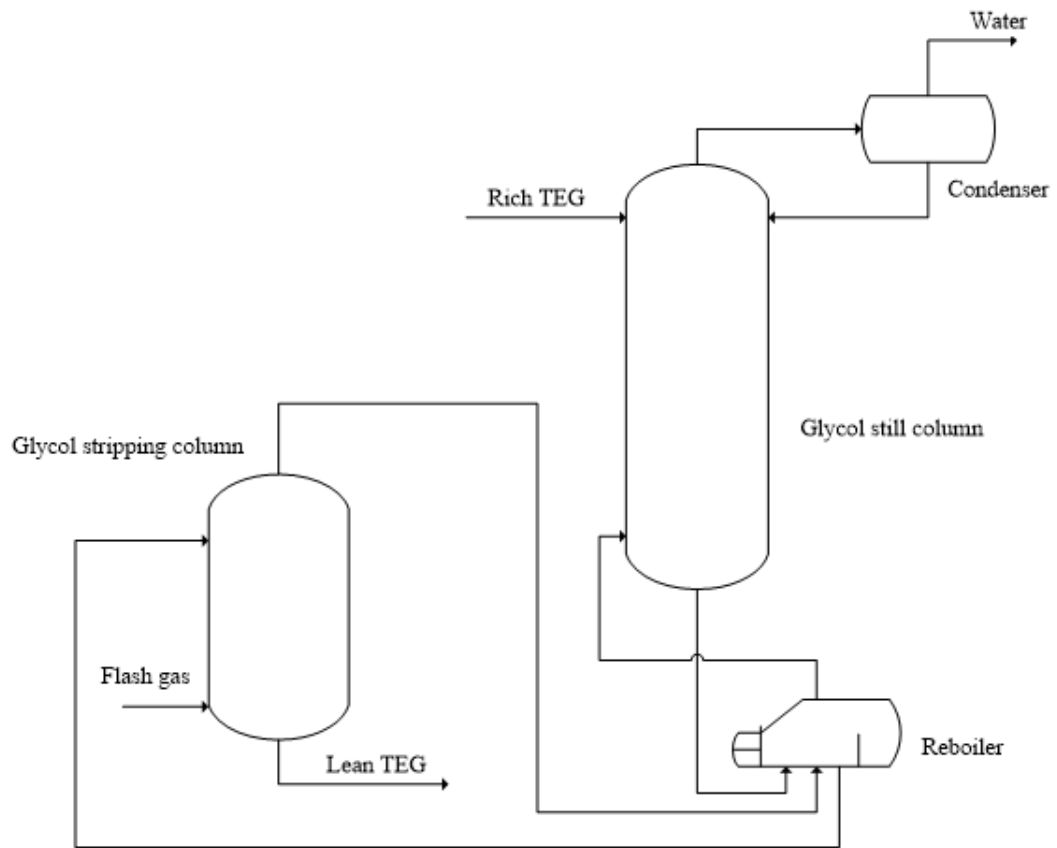 Water
Condenser
Rich TEG
Glycol still column
Glycol stripping column
Flash gas
Lean TEG
Reboiler